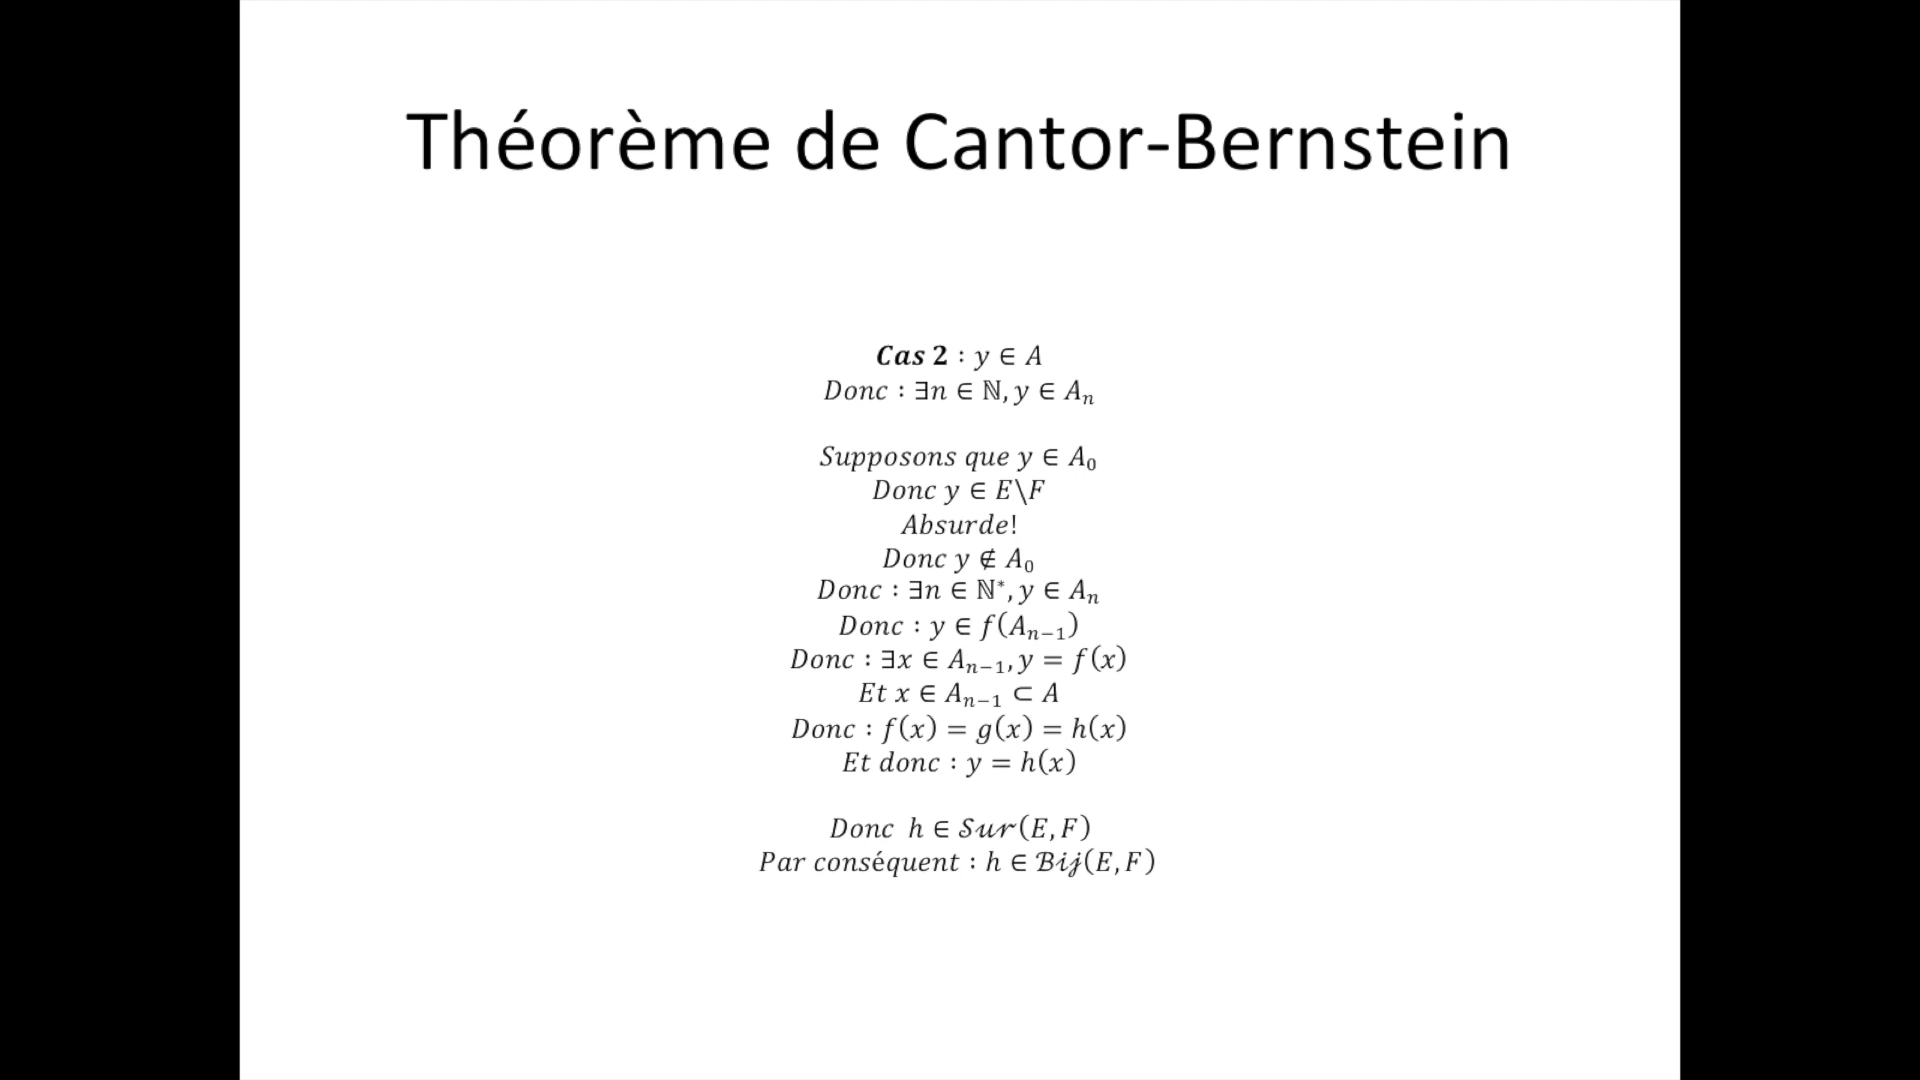 Théorème de Cantor-Bernstein
Cas 2 : y ∈ A
Donc : ∃n ∈ ℕ, y ∈ Aₙ
Supposons que y ∈ A₀
Donc y ∈ E\F
Absurde!
Donc y ∉ A₀
Donc : ∃n ∈ ℕ*, y ∈ Aₙ
Donc : y ∈ f(Aₙ₋₁)
Donc : ∃x ∈ Aₙ₋₁, y = f(x)
Et x ∈ Aₙ₋₁ ⊂ A
Donc : f(x) = g(x) = h(x)
Et donc : y = h(x)
Donc h ∈ 𝒮𝓊𝓇(E, F)
Par conséquent : h ∈ ℬ𝒾𝒿(E, F)